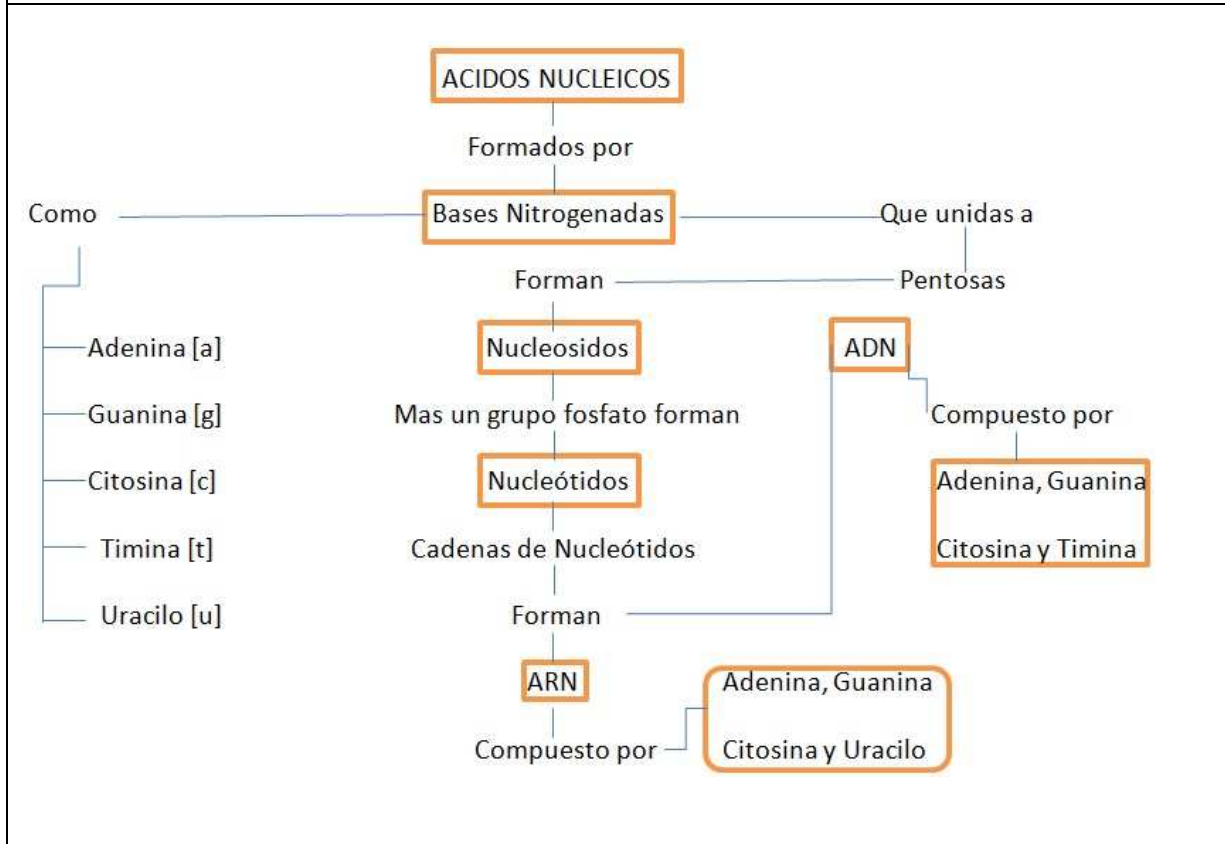 ACIDOS NUCLEICOS
Formados por
Como
Bases Nitrogenadas
Que unidas a
Forman
Pentosas
Adenina [a]
Nucleosidos
ADN
Guanina [g]
Mas un grupo fosfato forman
Compuesto por
Citosina [c]
Nucleótidos
Adenina, Guanina
Citosina y Timina
Timina [t]
Cadenas de Nucleótidos
Uracilo [u]
Forman
ARN
Adenina, Guanina
Citosina y Uracilo
Compuesto por